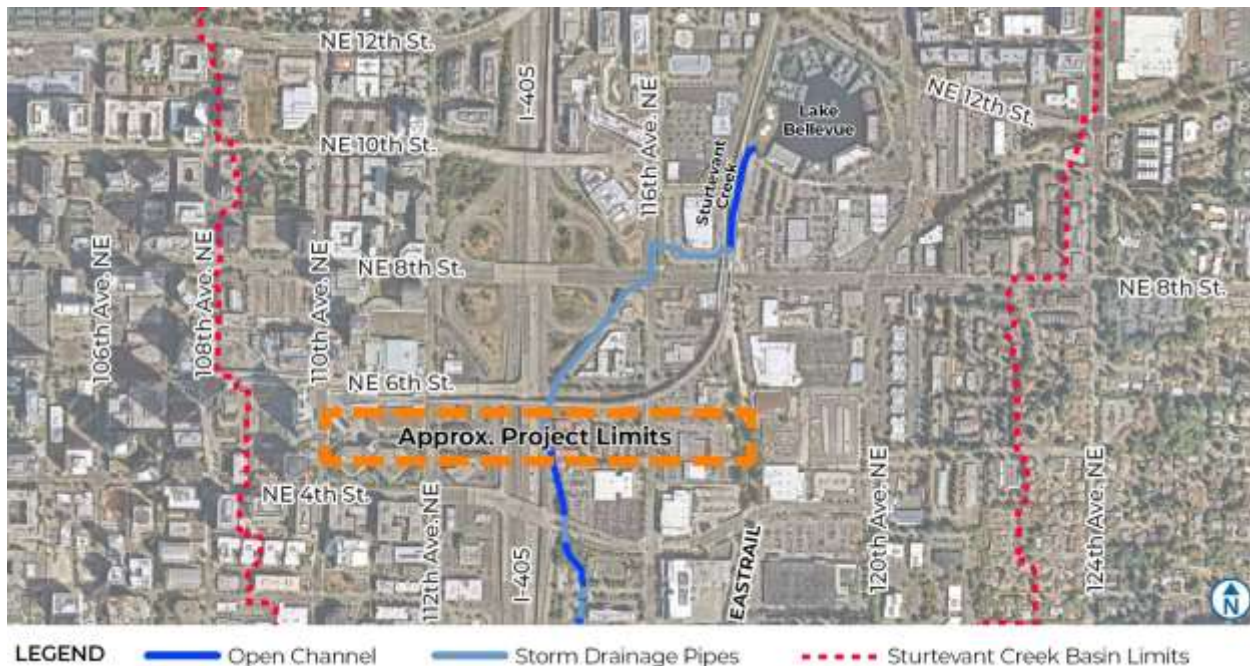 NE 12th St.
I-405
116th Ave. NE
Lake
Bellevue
NE 12th St.
NE 10th St.
Sturtevant
Creek
106th Ave. NE
108th Ave. NE
110th Ave. NE
NE 8th St.
NE 8th St.
NE 6th St.
Approx. Project Limits
NE 4th St.
112th Ave. NE
I-405
EASTRAIL
120th Ave. NE
124th Ave. NE
N
LEGEND Open Channel Storm Drainage Pipes Sturtevant Creek Basin Limits